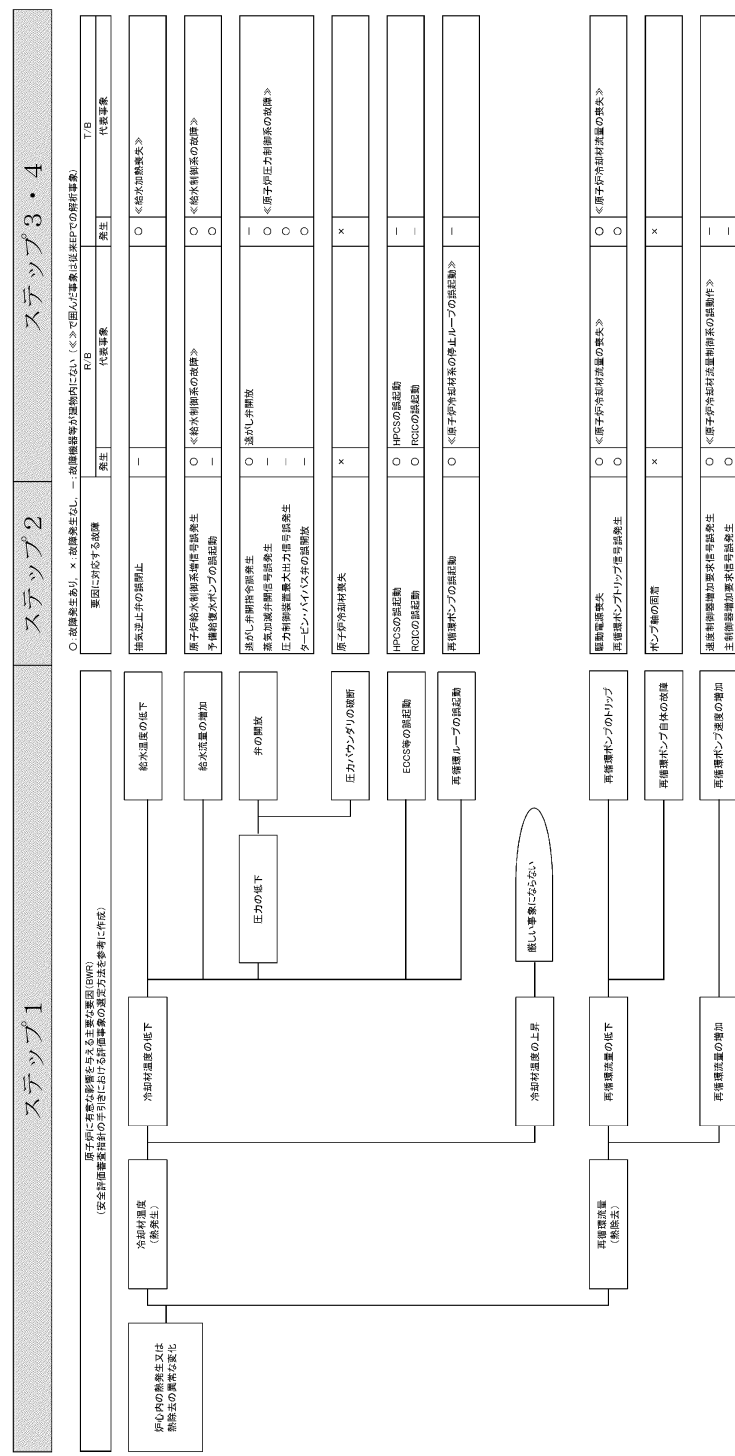 ステップ1
ステップ2
ステップ3・4
○:故障発生あり, ×:故障発生なし, −:故障機器等が建物内にない (≪≫で囲んだ事象は従来EPでの解析事象)
原子炉に有意な影響を与える主要な要因(BWR)
(安全評価審査指針の手引きにおける評価事象の選定方法を参考に作成)
要因に対応する故障
R/B
T/B
発生
代表事象
発生
代表事象
炉心内の熱発生又は
熱除去の異常な変化
冷却材温度
(熱発生)
冷却材温度の低下
給水温度の低下
抽気逆止弁の誤閉止
−
○
≪給水加熱喪失≫
給水流量の増加
原子炉給水制御系増信号誤発生
○
≪給水制御系の故障≫
○
≪給水制御系の故障≫
予備給復水ポンプの誤起動
−
○
圧力の低下
弁の開放
逃がし弁開指令誤発生
○
逃がし弁開放
−
蒸気加減弁開信号誤発生
−
○
≪原子炉圧力制御系の故障≫
圧力制御装置最大出力信号誤発生
−
○
タービン・バイパス弁の誤開放
−
○
圧力バウンダリの破断
原子炉冷却材喪失
×
×
ECCS等の誤起動
HPCSの誤起動
○
HPCSの誤起動
−
RCICの誤起動
○
RCICの誤起動
−
再循環ループの誤起動
再循環ポンプの誤起動
○
≪原子炉冷却材系の停止ループの誤起動≫
−
冷却材温度の上昇
厳しい事象にならない
再循環流量
(熱除去)
再循環流量の低下
再循環ポンプのトリップ
駆動電源喪失
○
≪原子炉冷却材流量の喪失≫
○
≪原子炉冷却材流量の喪失≫
再循環ポンプトリップ信号誤発生
○
○
再循環ポンプ自体の故障
ポンプ軸の固着
×
×
再循環流量の増加
再循環ポンプ速度の増加
速度制御器増加要求信号誤発生
○
≪原子炉冷却材流量制御系の誤動作≫
−
主制御器増加要求信号誤発生
○
−